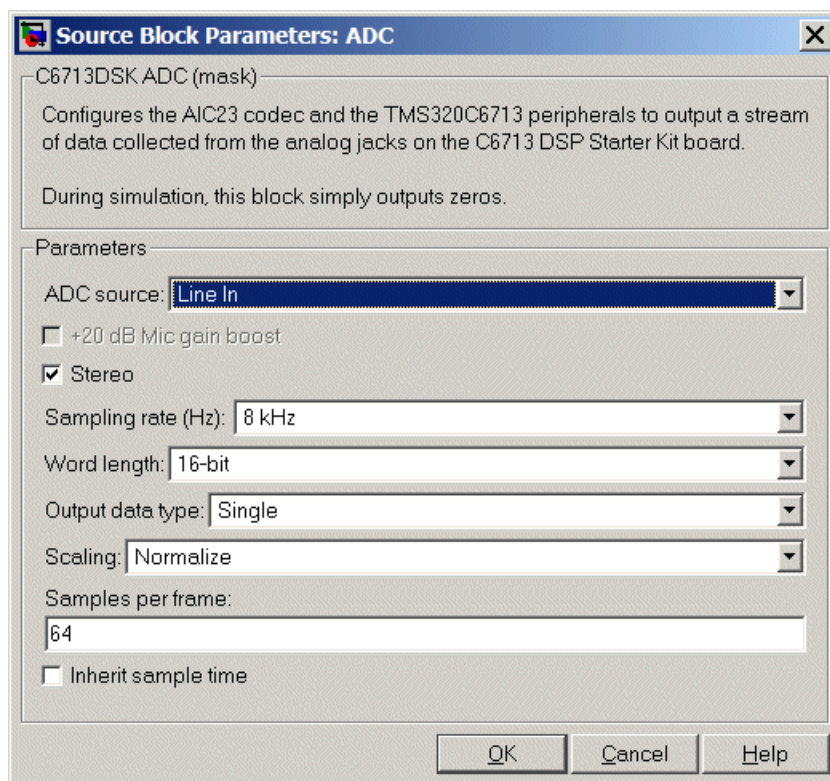 Source Block Parameters: ADC
C6713DSK ADC (mask)
Configures the AIC23 codec and the TMS320C6713 peripherals to output a stream
of data collected from the analog jacks on the C6713 DSP Starter Kit board.
During simulation, this block simply outputs zeros.
Parameters
ADC source: Line In
+20 dB Mic gain boost
Stereo
Sampling rate (Hz): 8 kHz
Word length: 16-bit
Output data type: Single
Scaling: Normalize
Samples per frame:
64
Inherit sample time
OK Cancel Help